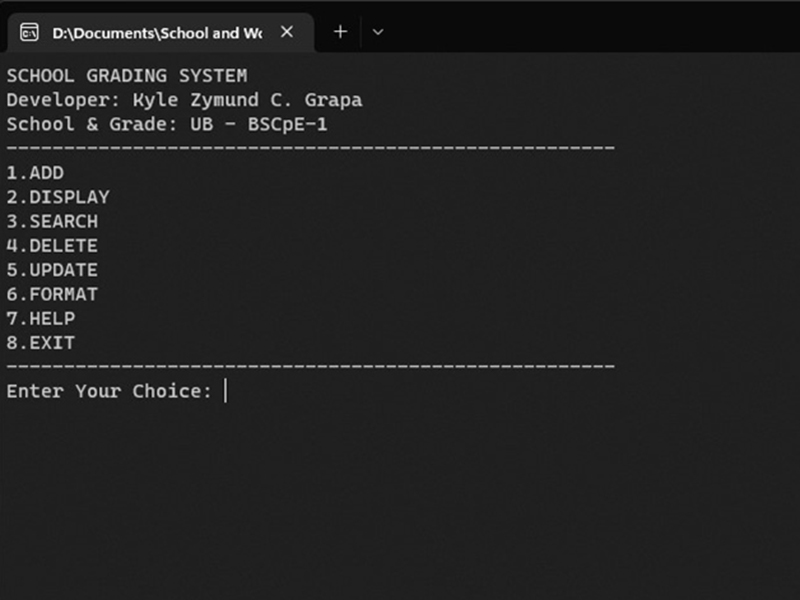 D:\Documents\School and Wo
SCHOOL GRADING SYSTEM
Developer: Kyle Zymund C. Grapa
School & Grade: UB - BSCpE-1
-----------------------------------------------------
1.ADD
2.DISPLAY
3.SEARCH
4.DELETE
5.UPDATE
6.FORMAT
7.HELP
8.EXIT
-----------------------------------------------------
Enter Your Choice: